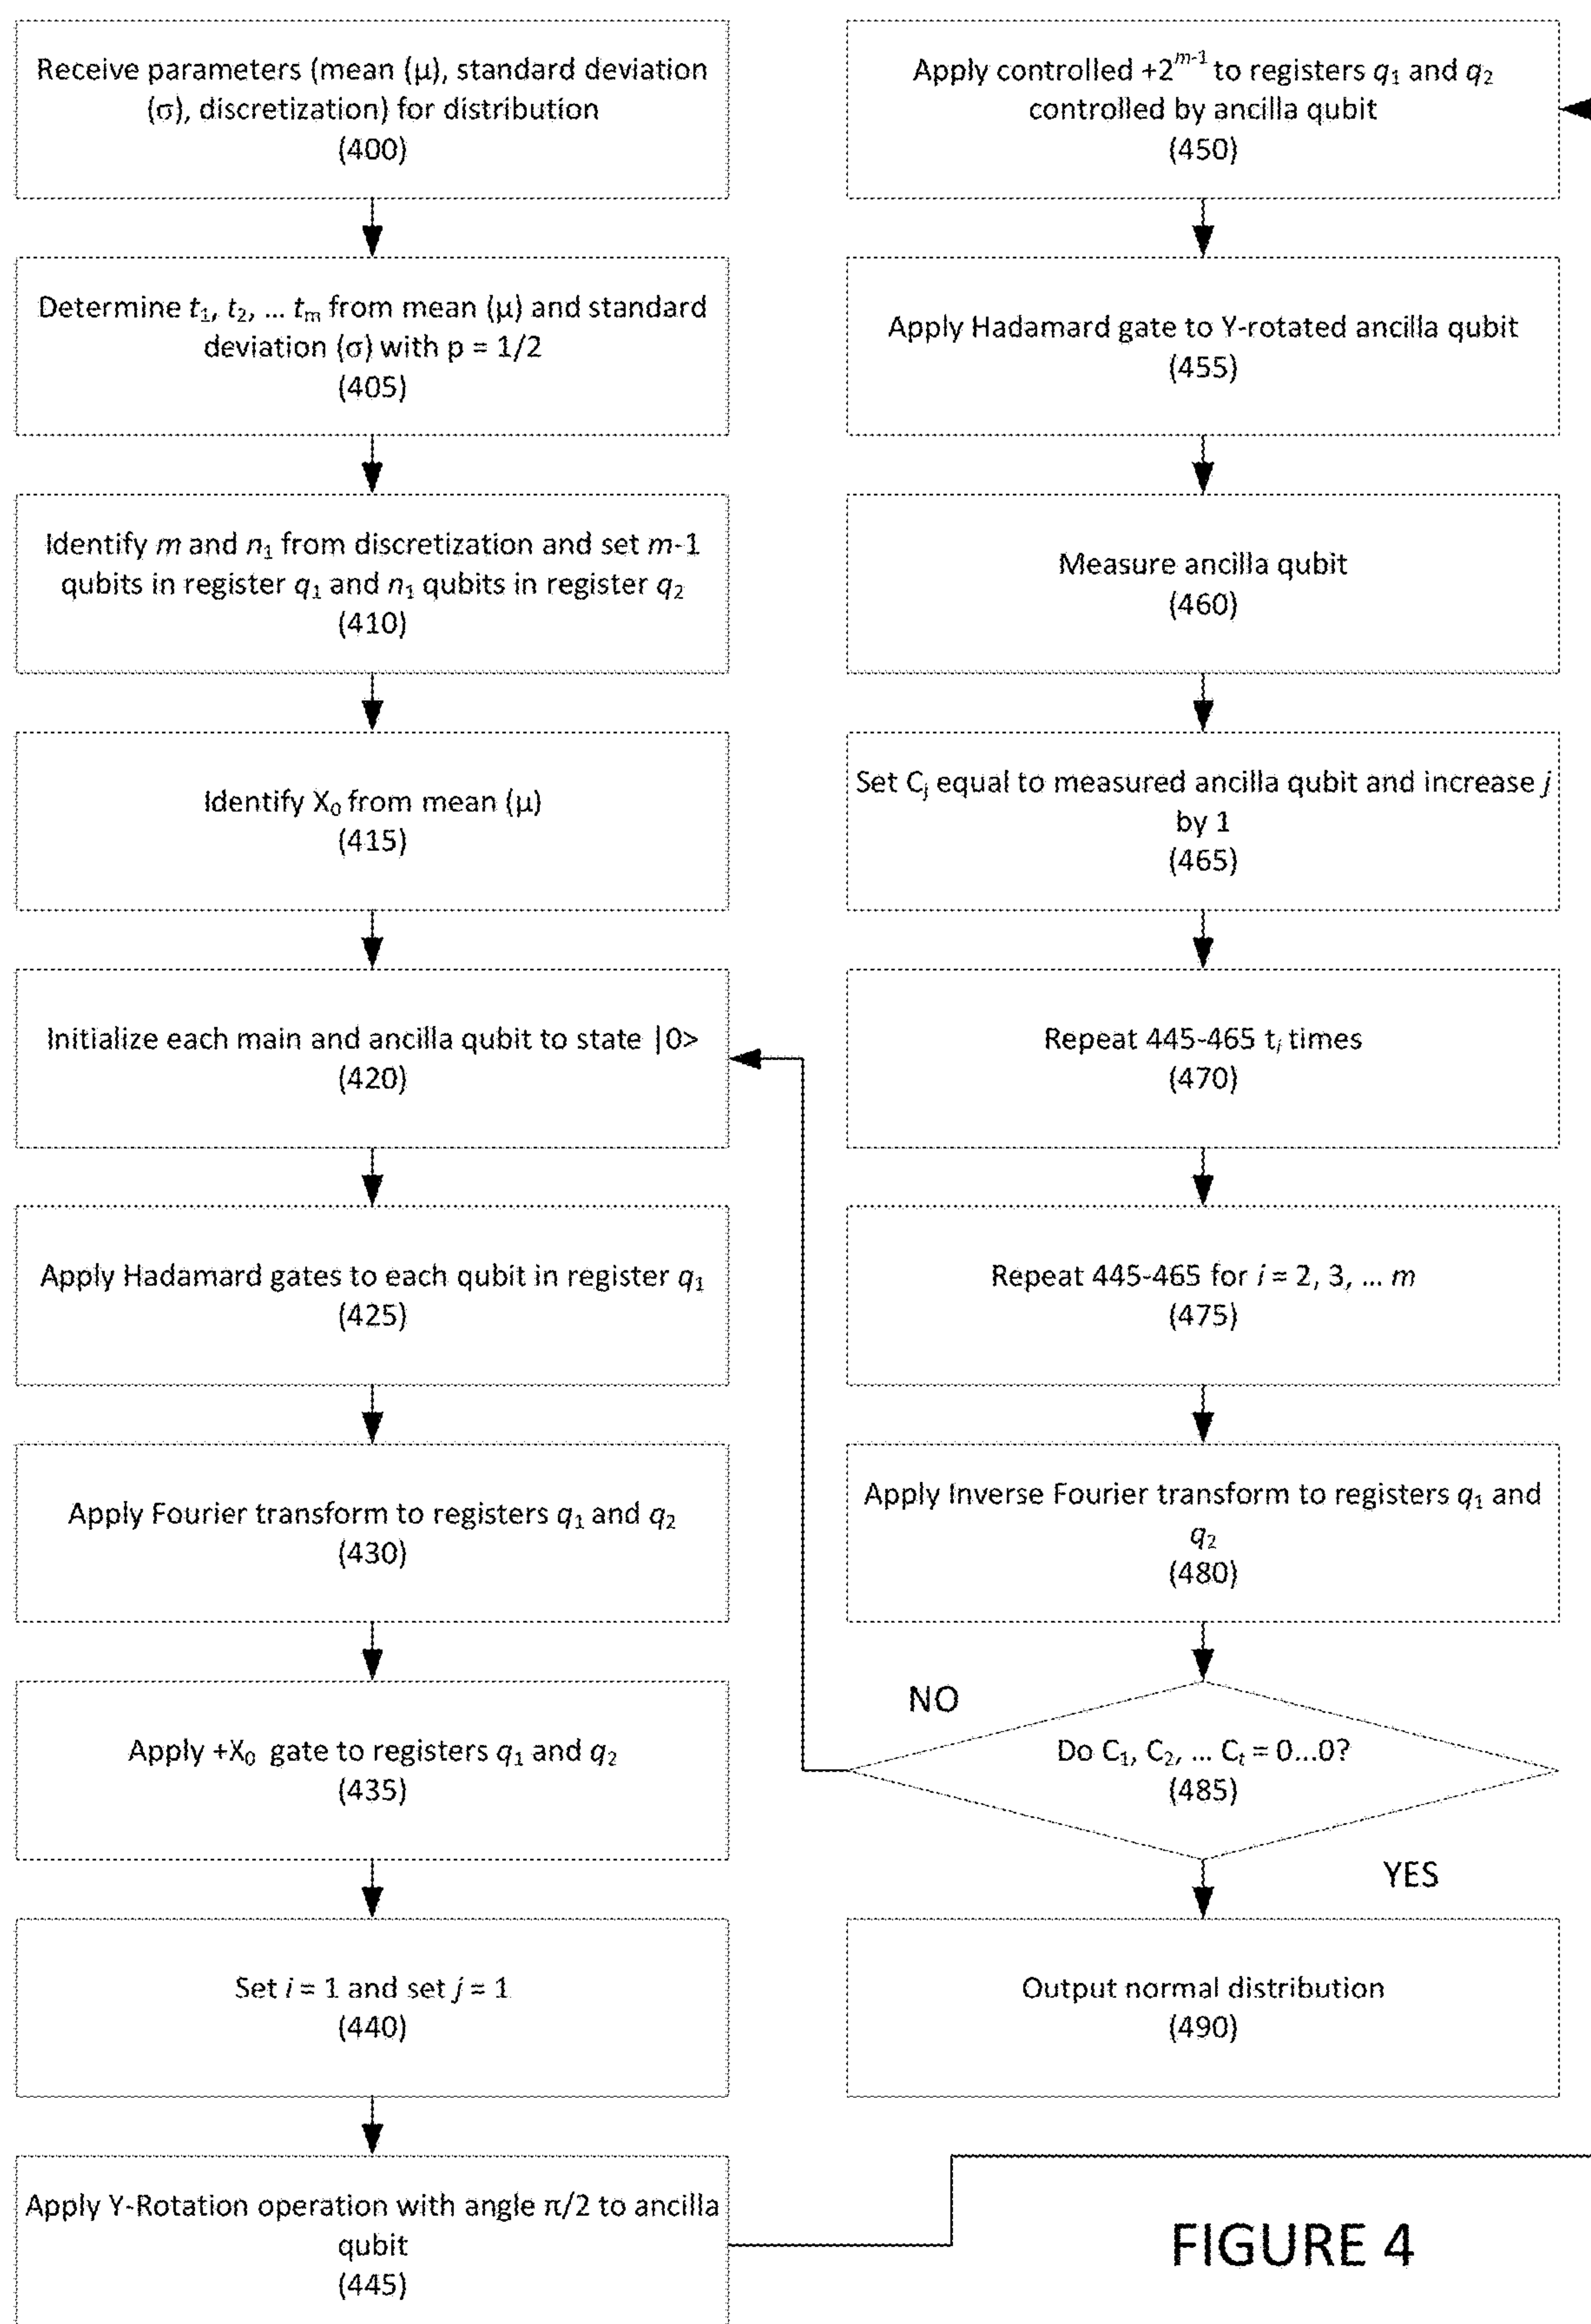 Receive parameters (mean (μ), standard deviation
(σ), discretization) for distribution
(400)
Determine t₁, t₂, ... tₘ from mean (μ) and standard
deviation (σ) with p = 1/2
(405)
Identify m and n₁ from discretization and set m-1
qubits in register q₁ and n₁ qubits in register q₂
(410)
Identify X₀ from mean (μ)
(415)
Initialize each main and ancilla qubit to state |0>
(420)
Apply Hadamard gates to each qubit in register q₁
(425)
Apply Fourier transform to registers q₁ and q₂
(430)
Apply +X₀ gate to registers q₁ and q₂
(435)
Set i = 1 and set j = 1
(440)
Apply Y-Rotation operation with angle π/2 to ancilla
qubit
(445)
Apply controlled +2ᵐ⁻¹ to registers q₁ and q₂
controlled by ancilla qubit
(450)
Apply Hadamard gate to Y-rotated ancilla qubit
(455)
Measure ancilla qubit
(460)
Set Cⱼ equal to measured ancilla qubit and increase j
by 1
(465)
Repeat 445-465 tᵢ times
(470)
Repeat 445-465 for i = 2, 3, ... m
(475)
Apply Inverse Fourier transform to registers q₁ and
q₂
(480)
NO
Do C₁, C₂, ... Cₜ = 0...0?
(485)
YES
Output normal distribution
(490)
FIGURE 4